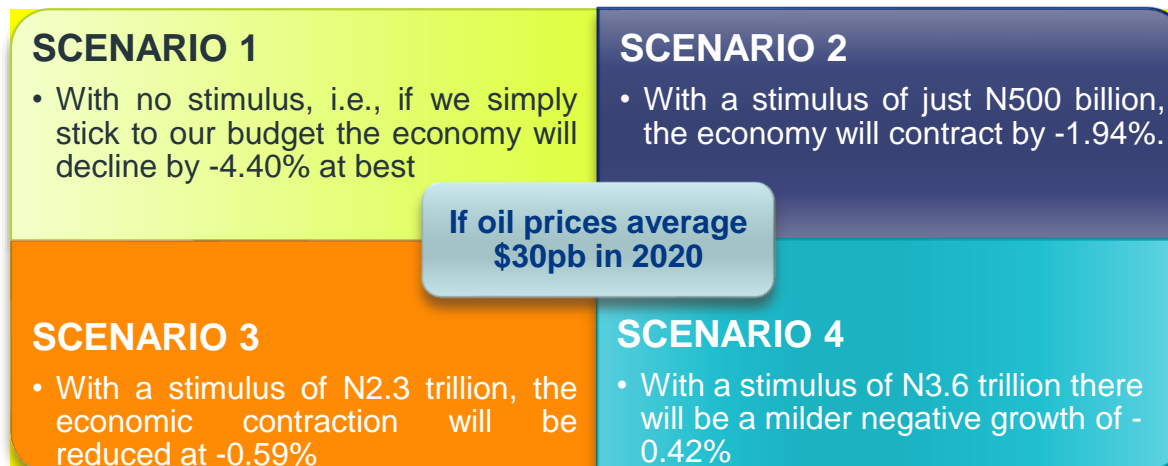 SCENARIO 1
• With no stimulus, i.e., if we simply
stick to our budget the economy will
decline by -4.40% at best
SCENARIO 2
• With a stimulus of just N500 billion,
the economy will contract by -1.94%.
If oil prices average
$30pb in 2020
SCENARIO 3
• With a stimulus of N2.3 trillion, the
economic contraction will be
reduced at -0.59%
SCENARIO 4
• With a stimulus of N3.6 trillion there
will be a milder negative growth of -
0.42%